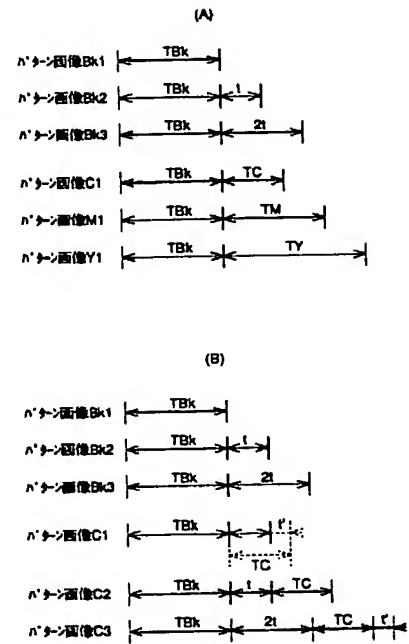 (A)
パターン画像Bk1 TBk
パターン画像Bk2 TBk t
パターン画像Bk3 TBk 2t
パターン画像C1 TBk TC
パターン画像M1 TBk TM
パターン画像Y1 TBk TY
(B)
パターン画像Bk1 TBk
パターン画像Bk2 TBk t
パターン画像Bk3 TBk 2t
パターン画像C1 TBk t'
TC
パターン画像C2 TBk t TC
パターン画像C3 TBk 2t TC t'